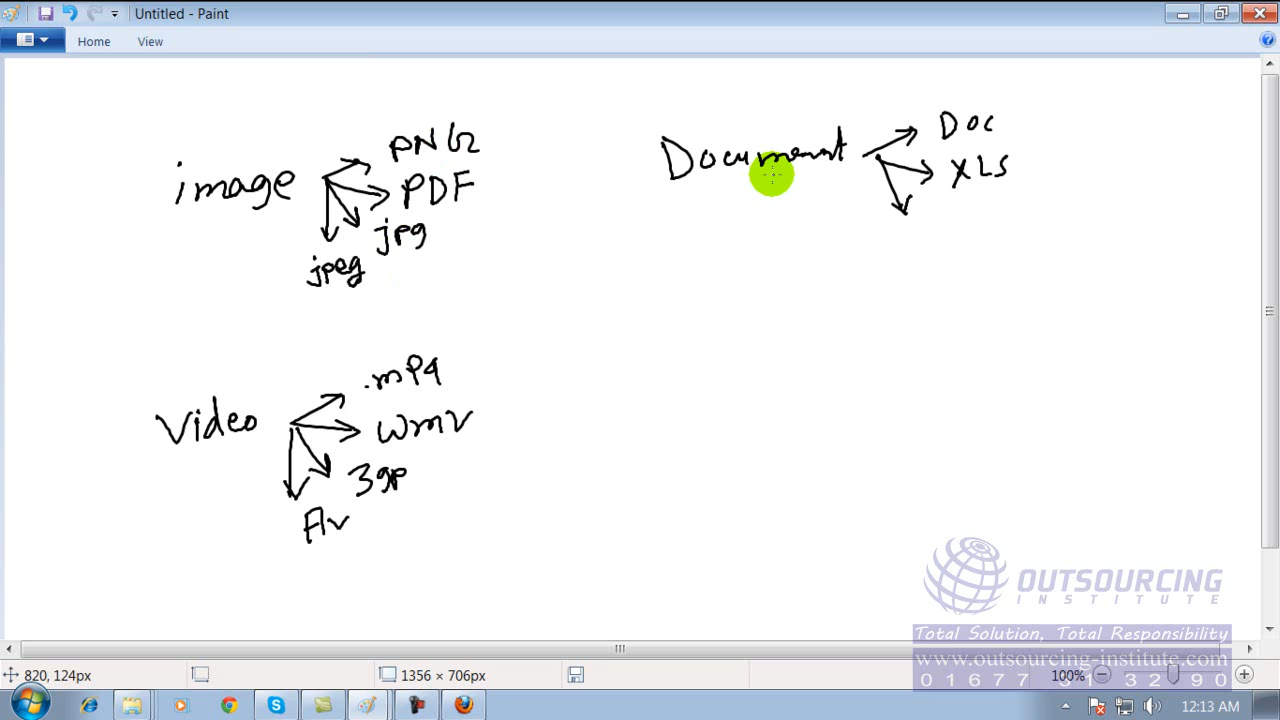 Untitled - Paint
Home View
image
PNG
PDF
jpg
jpeg
Document
Doc
XLS
Video
.mp4
wmv
3gp
Flv
OUTSOURCING
INSTITUTE
Total Solution, Total Responsibility
www.outsourcing-institute.com
820, 124px
1356 × 706px
100%
12:13 AM